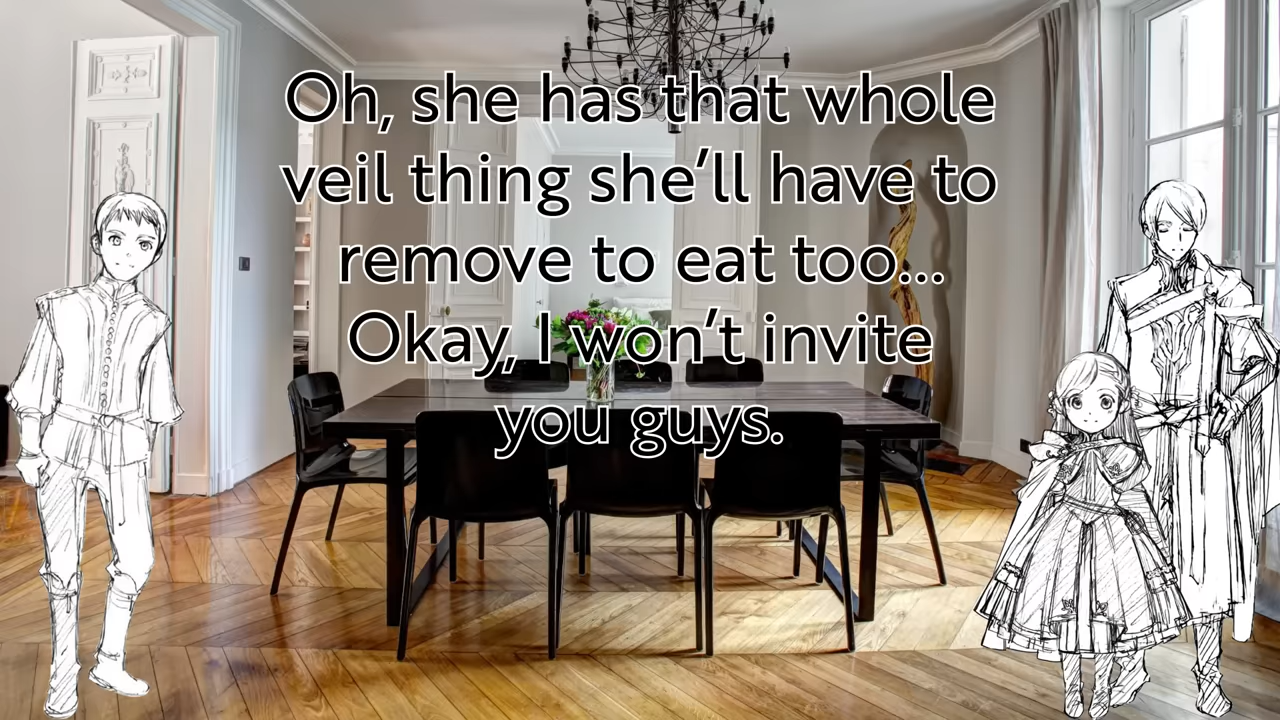 Oh, she has that whole
veil thing she’ll have to
remove to eat too...
Okay, I won’t invite
you guys.